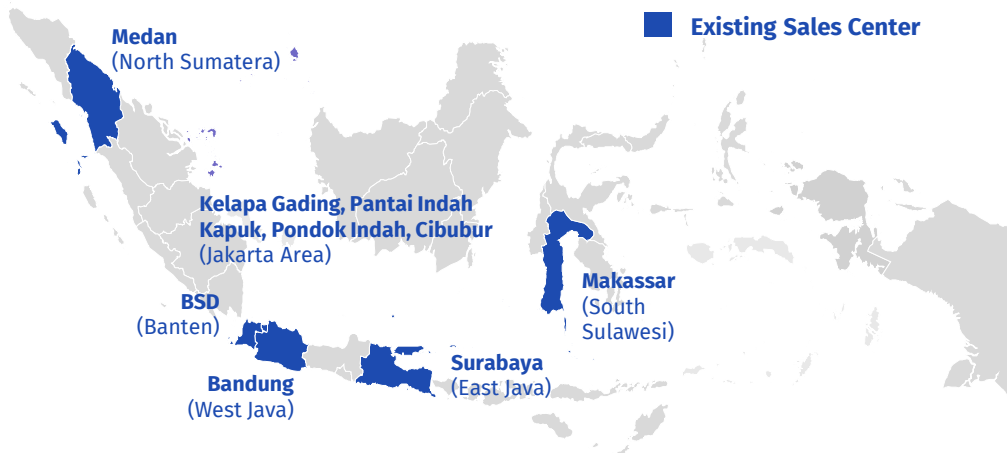 Existing Sales Center
Medan
(North Sumatera)
Kelapa Gading, Pantai Indah
Kapuk, Pondok Indah, Cibubur
(Jakarta Area)
BSD
(Banten)
Makassar
(South
Sulawesi)
Bandung
(West Java)
Surabaya
(East Java)